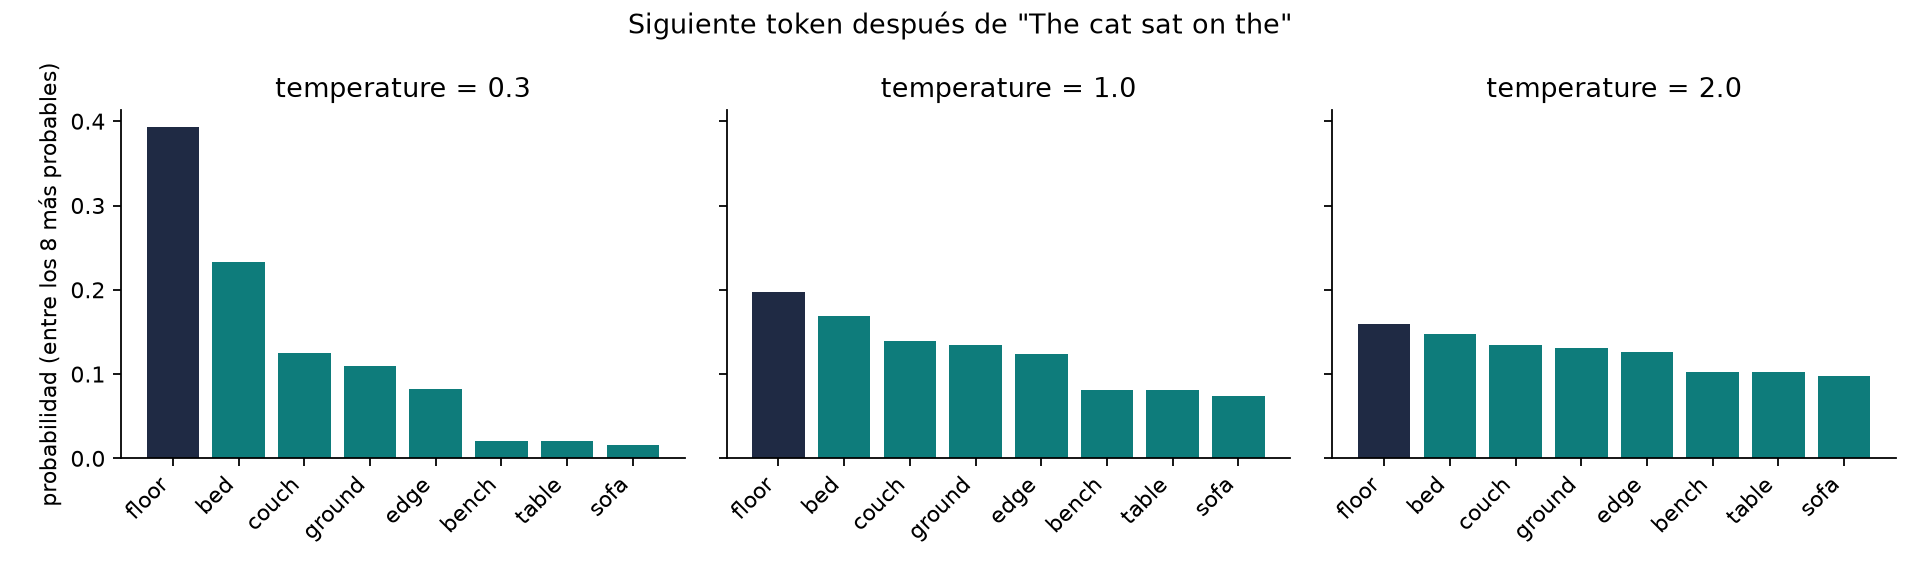 Siguiente token después de "The cat sat on the"
probabilidad (entre los 8 más probables)
temperature = 0.3
0.4
0.3
0.2
0.1
0.0
floor
bed
couch
ground
edge
bench
table
sofa
temperature = 1.0
floor
bed
couch
ground
edge
bench
table
sofa
temperature = 2.0
floor
bed
couch
ground
edge
bench
table
sofa